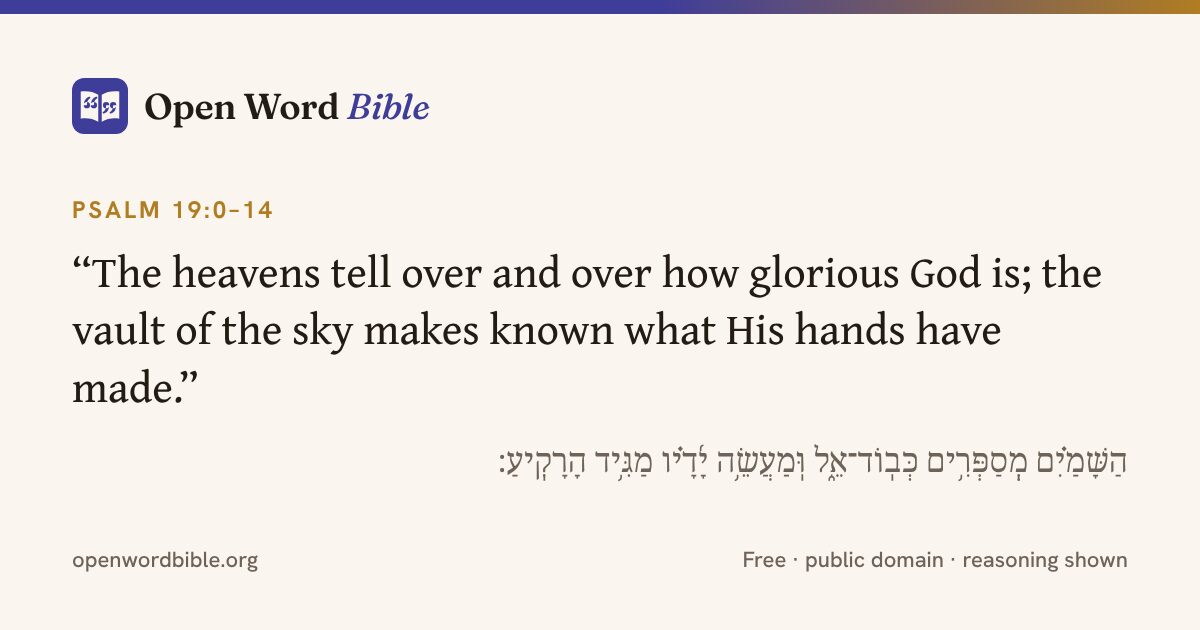 Open Word Bible
PSALM 19:0–14
“The heavens tell over and over how glorious God is; the
vault of the sky makes known what His hands have
made.”
הַשָּׁמַ֗יִם מְֽסַפְּרִ֥ים כְּבֽוֹד־אֵ֑ל וּֽמַעֲשֵׂ֥ה יָ֝דָ֗יו מַגִּ֥יד הָרָקִֽיעַ׃
openwordbible.org
Free · public domain · reasoning shown